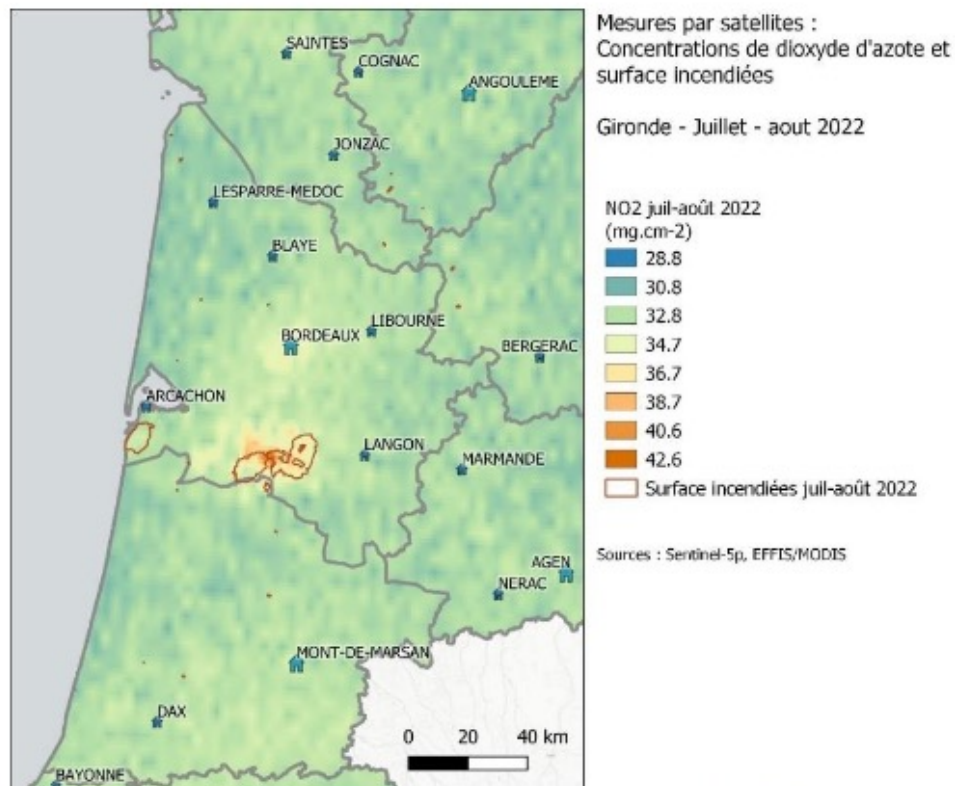 Mesures par satellites :
Concentrations de dioxyde d'azote et
surface incendiées
Gironde - Juillet - aout 2022
NO2 juil-août 2022
(mg.cm-2)
28.8
30.8
32.8
34.7
36.7
38.7
40.6
42.6
Surface incendiées juil-août 2022
Sources : Sentinel-5p, EFFIS/MODIS
SAINTES
COGNAC
ANGOULEME
JONZAC
LESPARRE-MEDOC
BLAYE
LIBOURNE
BORDEAUX
BERGERAC
ARCACHON
LANGON
MARMANDE
AGEN
NERAC
MONT-DE-MARSAN
DAX
0 20 40 km
BAYONNE